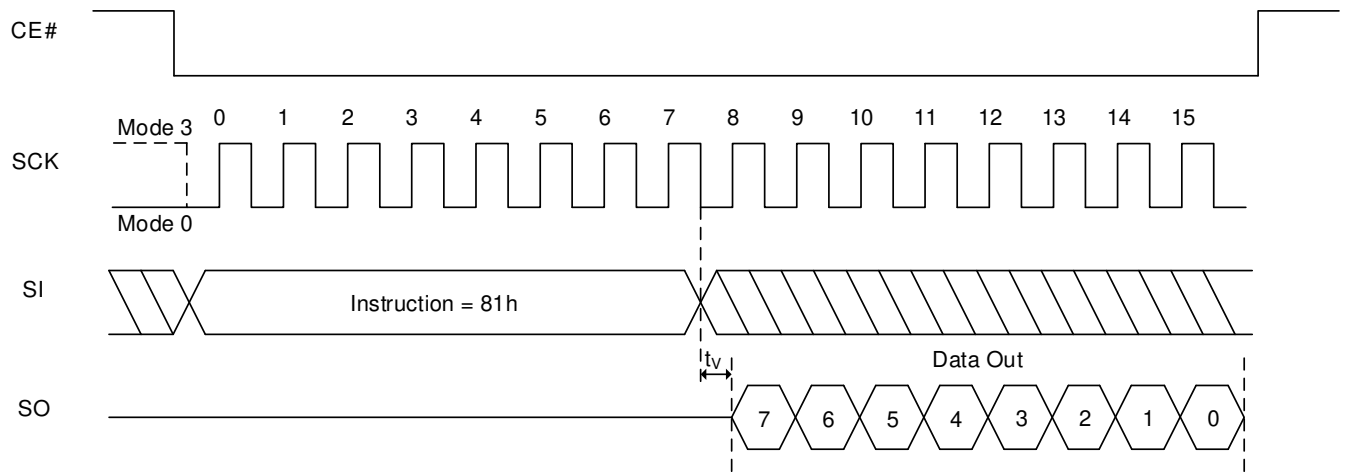 CE#
Mode 3
0 1 2 3 4 5 6 7 8 9 10 11 12 13 14 15
SCK
Mode 0
SI
Instruction = 81h
tV
Data Out
SO
7 6 5 4 3 2 1 0